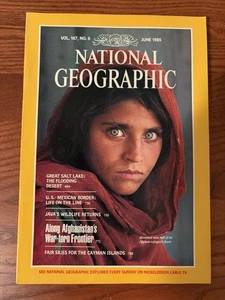 VOL. 167, NO. 6
JUNE 1985
NATIONAL
GEOGRAPHIC
GREAT SALT LAKE:
THE FLOODING
DESERT
U.S.-MEXICAN BORDER:
LIFE ON THE LINE
JAVA'S WILDLIFE RETURNS
Along Afghanistan's
War-torn Frontier
FAIR SKIES FOR THE CAYMAN ISLANDS
SEE NATIONAL GEOGRAPHIC EXPLORER EVERY SUNDAY ON NICKELODEON CABLE TV